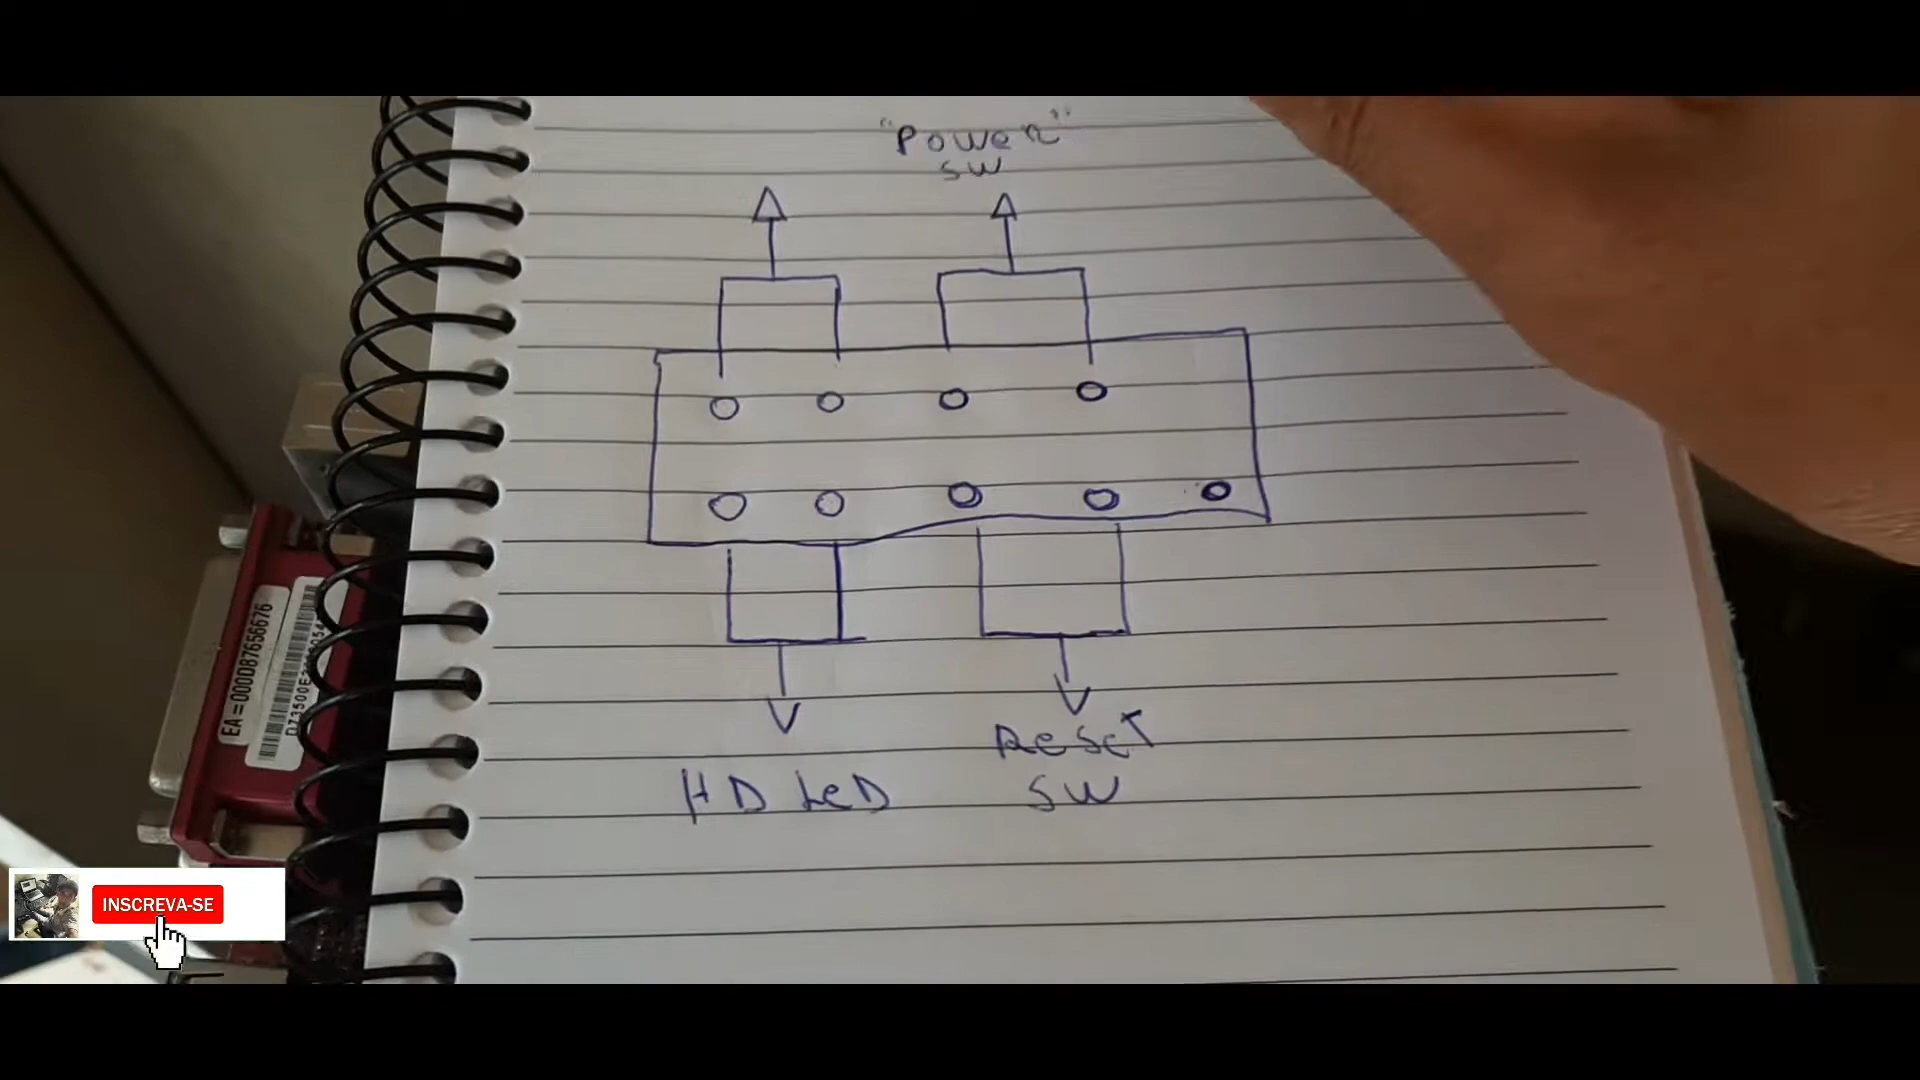 "Power"
SW
Reset
SW
HD LeD
EA=000D87656676
INSCREVA-SE